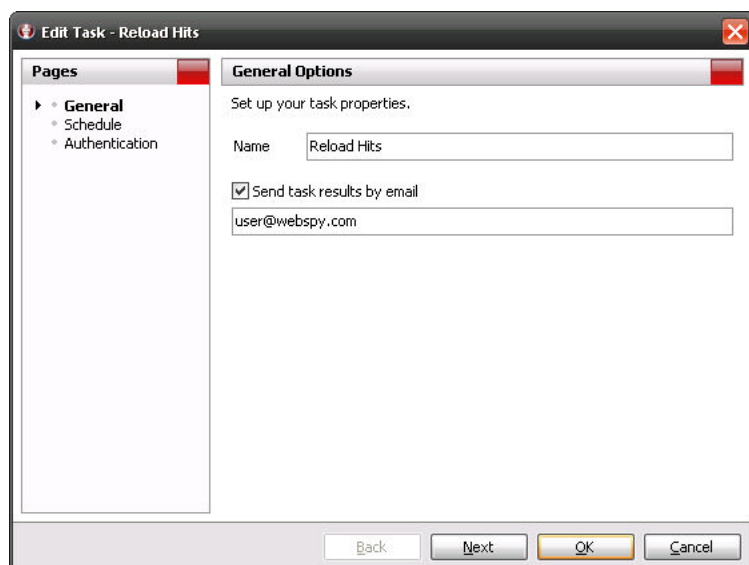 Edit Task - Reload Hits
Pages
General
Schedule
Authentication
General Options
Set up your task properties.
Name
Reload Hits
Send task results by email
user@webspy.com
Back
Next
OK
Cancel